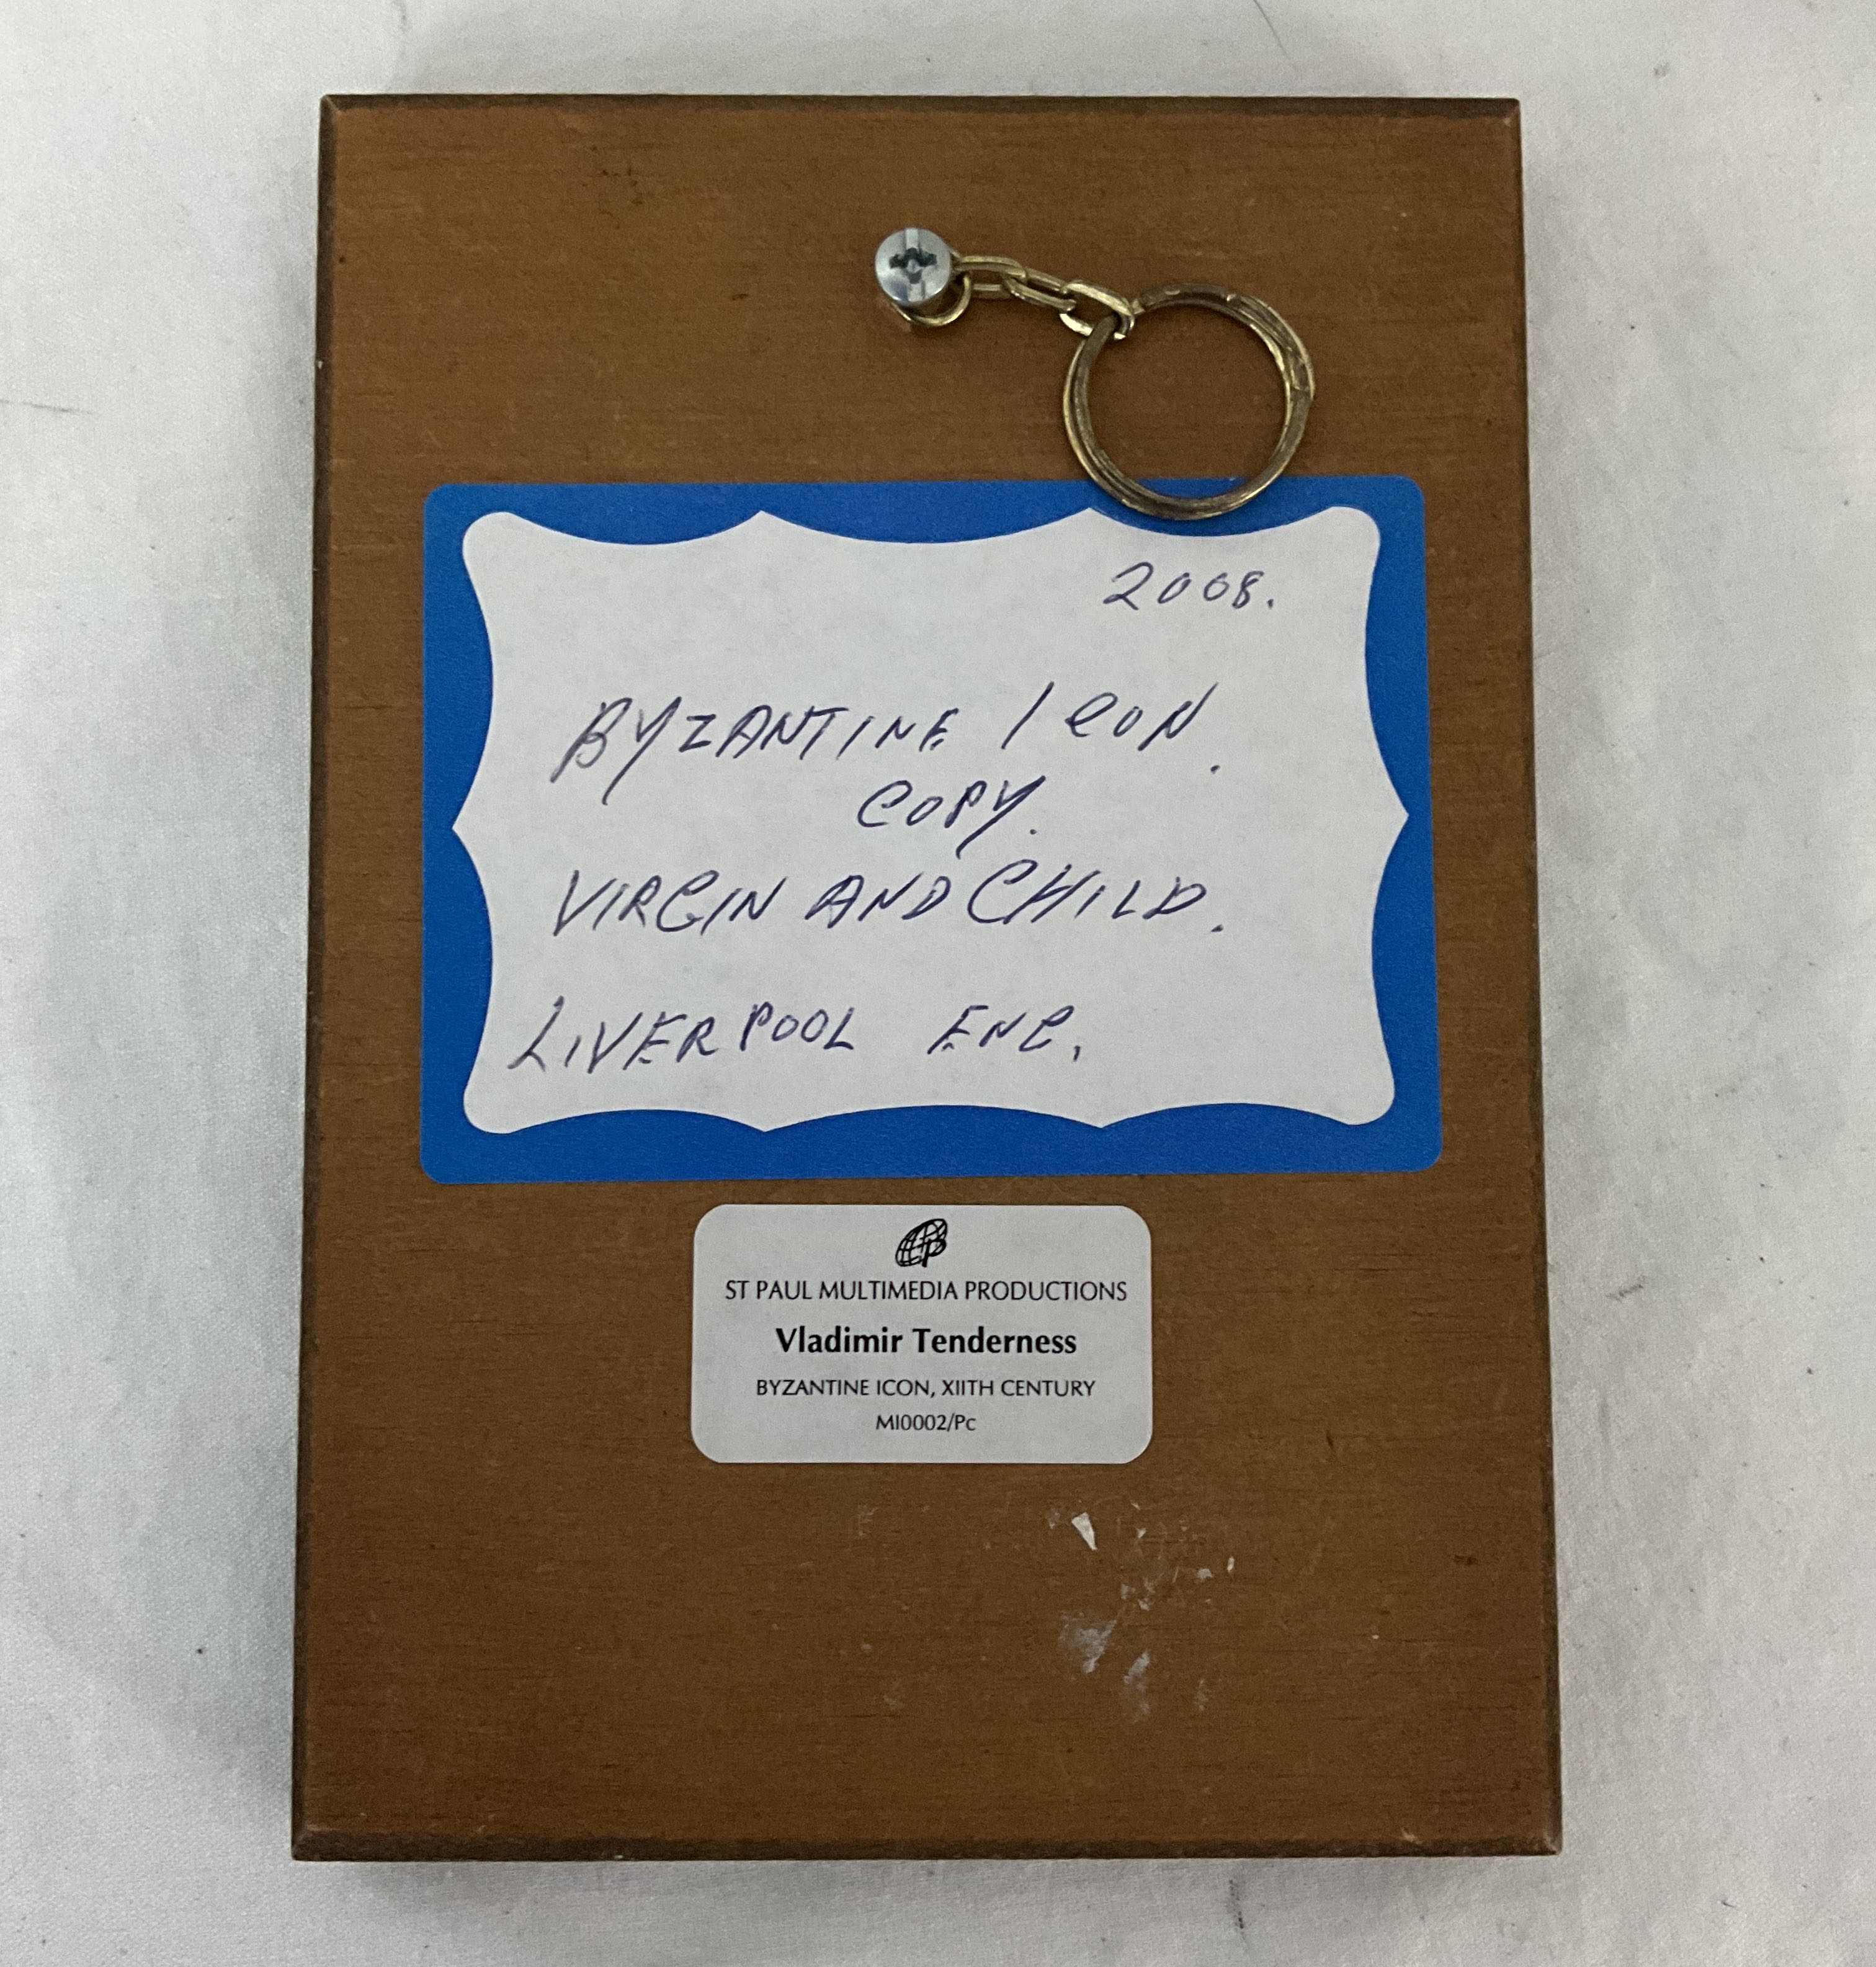 2008.
BYZANTINE ICON.
COPY.
VIRGIN AND CHILD.
LIVERPOOL ENG.
ST PAUL MULTIMEDIA PRODUCTIONS
Vladimir Tenderness
BYZANTINE ICON, XIITH CENTURY
MI0002/Pc